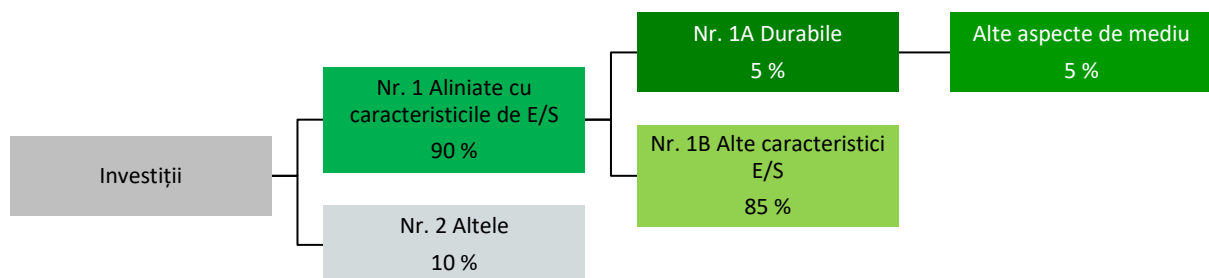 Investiții
Nr. 1 Aliniate cu
caracteristicile de E/S
90 %
Nr. 2 Altele
10 %
Nr. 1A Durabile
5 %
Nr. 1B Alte caracteristici
E/S
85 %
Alte aspecte de mediu
5 %